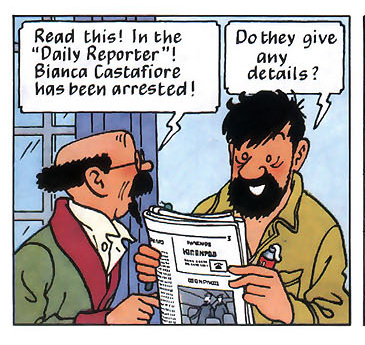 Read this! In the
"Daily Reporter"!
Bianca Castafiore
has been arrested!
Do they give
any
details?